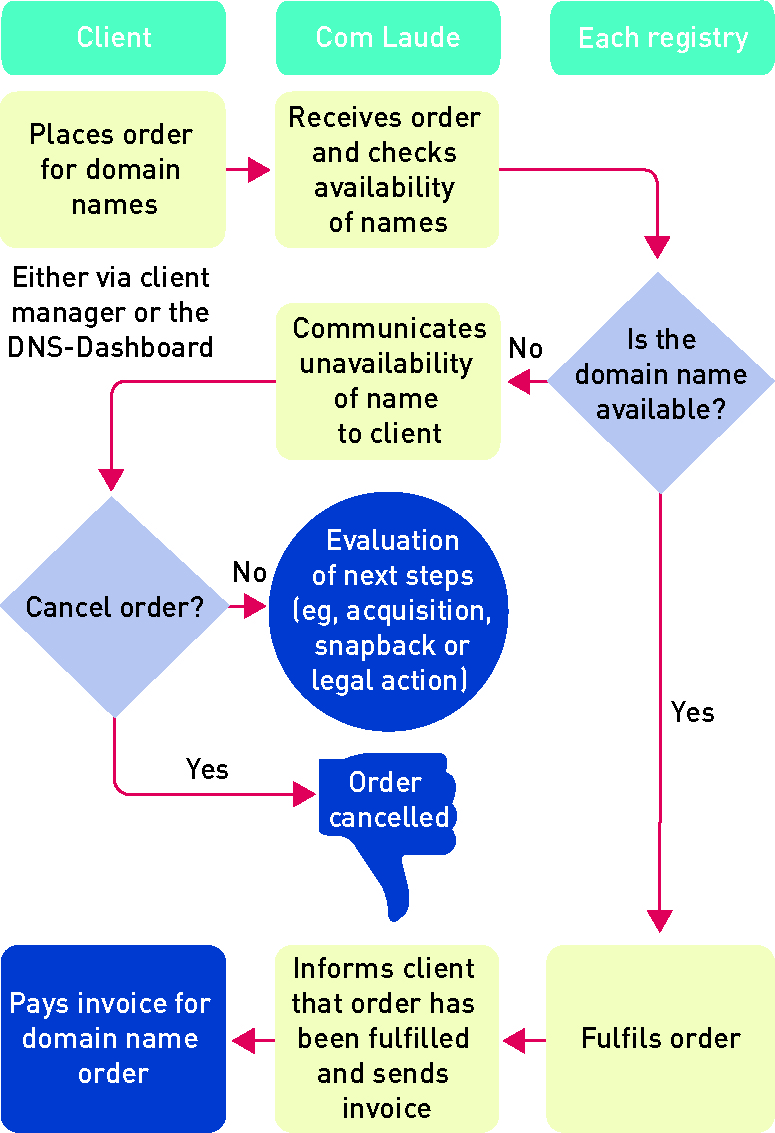 Client
Com Laude
Each registry
Places order
for domain
names
Receives order
and checks
availability
of names
Either via client
manager or the
DNS-Dashboard
Communicates
unavailability
of name
to client
No
Is the
domain name
available?
Cancel order?
No
Evaluation
of next steps
(eg, acquisition,
snapback or
legal action)
Yes
Yes
Order
cancelled
Pays invoice for
domain name
order
Informs client
that order has
been fulfilled
and sends
invoice
Fulfils order